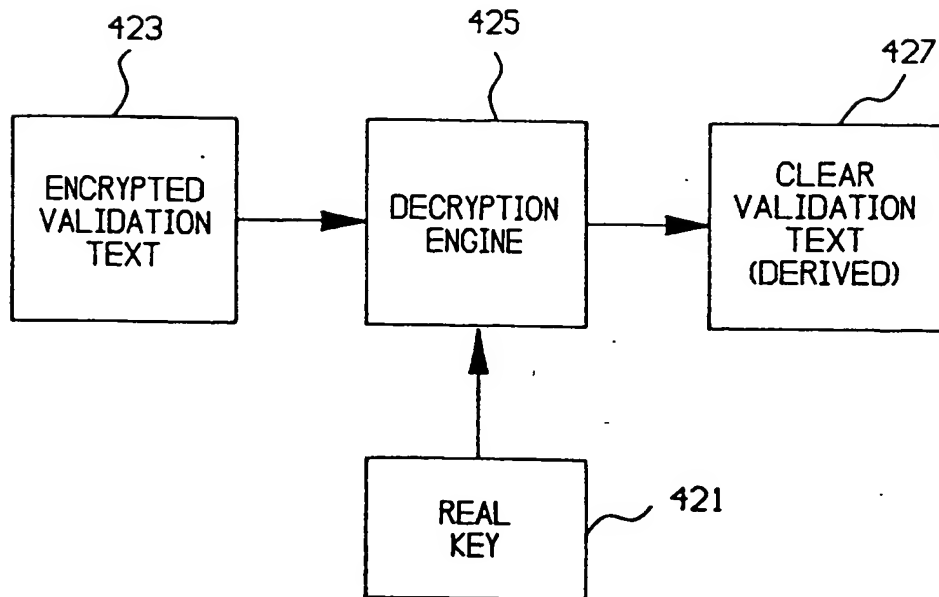 423
425
427
ENCRYPTED
VALIDATION
TEXT
DECRYPTION
ENGINE
CLEAR
VALIDATION
TEXT
(DERIVED)
REAL
KEY
421